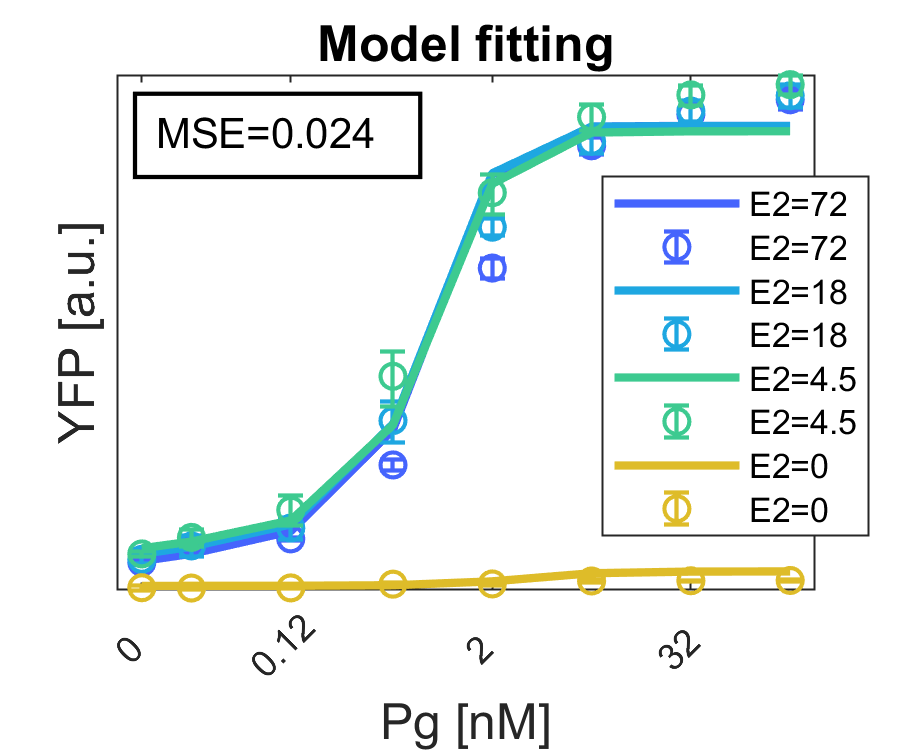 Model fitting
MSE=0.024
YFP [a.u.]
E2=72
E2=72
E2=18
E2=18
E2=4.5
E2=4.5
E2=0
E2=0
0
0.12
2
32
Pg [nM]